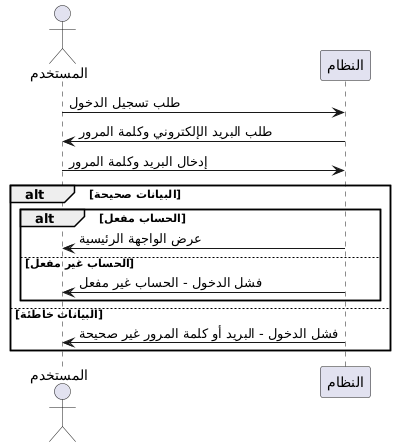 المستخدم
النظام
طلب تسجيل الدخول
طلب البريد الإلكتروني وكلمة المرور
إدخال البريد وكلمة المرور
alt [البيانات صحيحة]
alt [الحساب مفعل]
عرض الواجهة الرئيسية
[الحساب غير مفعل]
فشل الدخول - الحساب غير مفعل
[البيانات خاطئة]
فشل الدخول - البريد أو كلمة المرور غير صحيحة
المستخدم
النظام